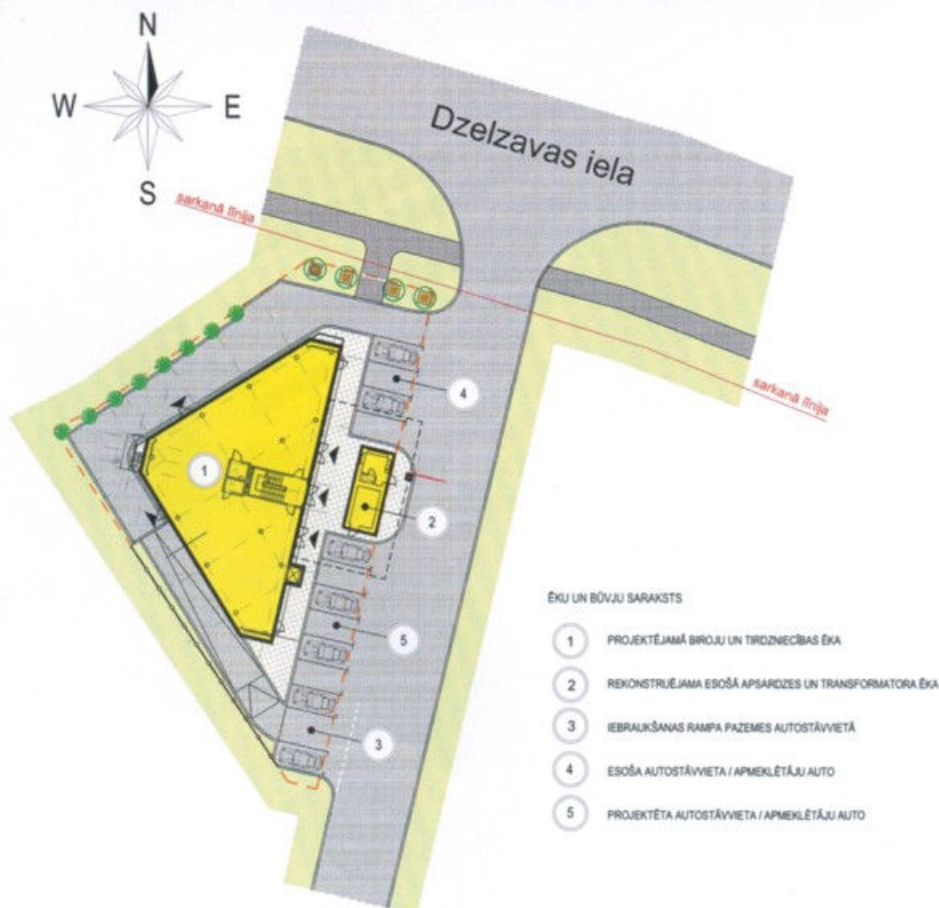 N
W E
S
Dzelzavas iela
sarkanā līnija
sarkanā līnija
4
1
2
5
3
ĒKU UN BŪVJU SARAKSTS
1 PROJEKTĒJAMĀ BIROJU UN TIRDZNIECĪBAS ĒKA
2 REKONSTRUĒJAMA ESOŠĀ APSARDZES UN TRANSFORMATORA ĒKA
3 IEBRAUKŠANAS RAMPA PAZEMES AUTOSTĀVVIETĀ
4 ESOŠA AUTOSTĀVVIETA / APMEKLĒTĀJU AUTO
5 PROJEKTĒTA AUTOSTĀVVIETA / APMEKLĒTĀJU AUTO